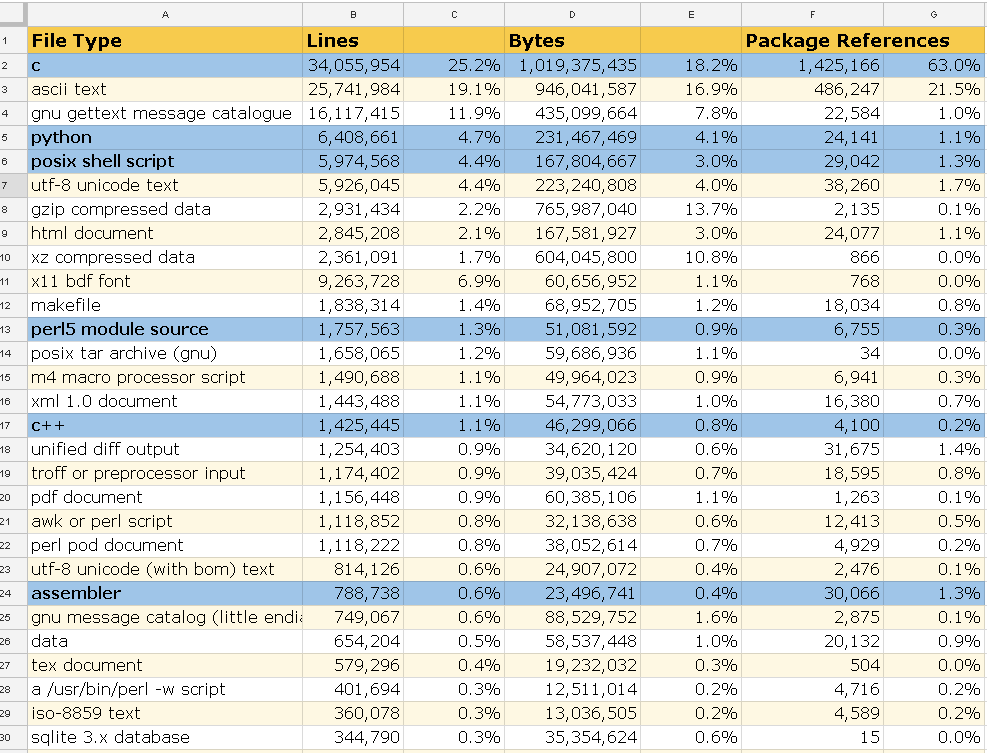 A B C D E F G
1 File Type Lines Bytes Package References
2 c 34,055,954 25.2% 1,019,375,435 18.2% 1,425,166 63.0%
3 ascii text 25,741,984 19.1% 946,041,587 16.9% 486,247 21.5%
4 gnu gettext message catalogue 16,117,415 11.9% 435,099,664 7.8% 22,584 1.0%
5 python 6,408,661 4.7% 231,467,469 4.1% 24,141 1.1%
6 posix shell script 5,974,568 4.4% 167,804,667 3.0% 29,042 1.3%
7 utf-8 unicode text 5,926,045 4.4% 223,240,808 4.0% 38,260 1.7%
8 gzip compressed data 2,931,434 2.2% 765,987,040 13.7% 2,135 0.1%
9 html document 2,845,208 2.1% 167,581,927 3.0% 24,077 1.1%
10 xz compressed data 2,361,091 1.7% 604,045,800 10.8% 866 0.0%
11 x11 bdf font 9,263,728 6.9% 60,656,952 1.1% 768 0.0%
12 makefile 1,838,314 1.4% 68,952,705 1.2% 18,034 0.8%
13 perl5 module source 1,757,563 1.3% 51,081,592 0.9% 6,755 0.3%
14 posix tar archive (gnu) 1,658,065 1.2% 59,686,936 1.1% 34 0.0%
15 m4 macro processor script 1,490,688 1.1% 49,964,023 0.9% 6,941 0.3%
16 xml 1.0 document 1,443,488 1.1% 54,773,033 1.0% 16,380 0.7%
17 c++ 1,425,445 1.1% 46,299,066 0.8% 4,100 0.2%
18 unified diff output 1,254,403 0.9% 34,620,120 0.6% 31,675 1.4%
19 troff or preprocessor input 1,174,402 0.9% 39,035,424 0.7% 18,595 0.8%
20 pdf document 1,156,448 0.9% 60,385,106 1.1% 1,263 0.1%
21 awk or perl script 1,118,852 0.8% 32,138,638 0.6% 12,413 0.5%
22 perl pod document 1,118,222 0.8% 38,052,614 0.7% 4,929 0.2%
23 utf-8 unicode (with bom) text 814,126 0.6% 24,907,072 0.4% 2,476 0.1%
24 assembler 788,738 0.6% 23,496,741 0.4% 30,066 1.3%
25 gnu message catalog (little endia 749,067 0.6% 88,529,752 1.6% 2,875 0.1%
26 data 654,204 0.5% 58,537,448 1.0% 20,132 0.9%
27 tex document 579,296 0.4% 19,232,032 0.3% 504 0.0%
28 a /usr/bin/perl -w script 401,694 0.3% 12,511,014 0.2% 4,716 0.2%
29 iso-8859 text 360,078 0.3% 13,036,505 0.2% 4,589 0.2%
30 sqlite 3.x database 344,790 0.3% 35,354,624 0.6% 15 0.0%